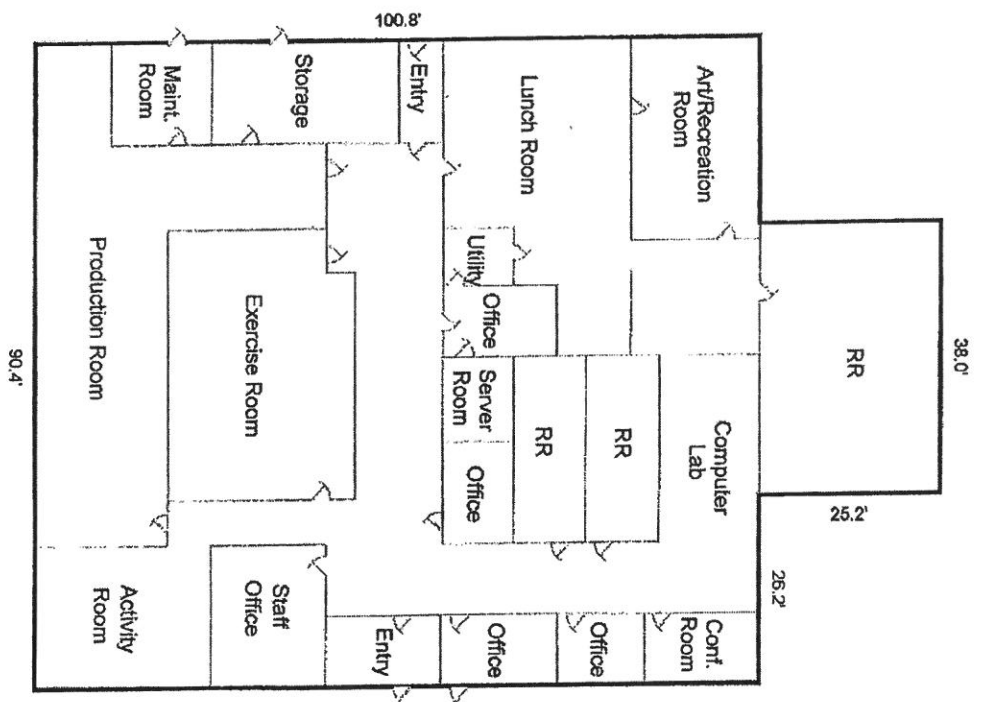 100.8'
Art/Recreation
Room
Lunch Room
Entry
Storage
Maint.
Room
38.0'
RR
25.2'
26.2'
Utility
Office
Computer
Lab
RR
RR
Server
Room
Office
Exercise Room
Production Room
90.4'
Conf.
Room
Office
Office
Entry
Staff
Office
Activity
Room